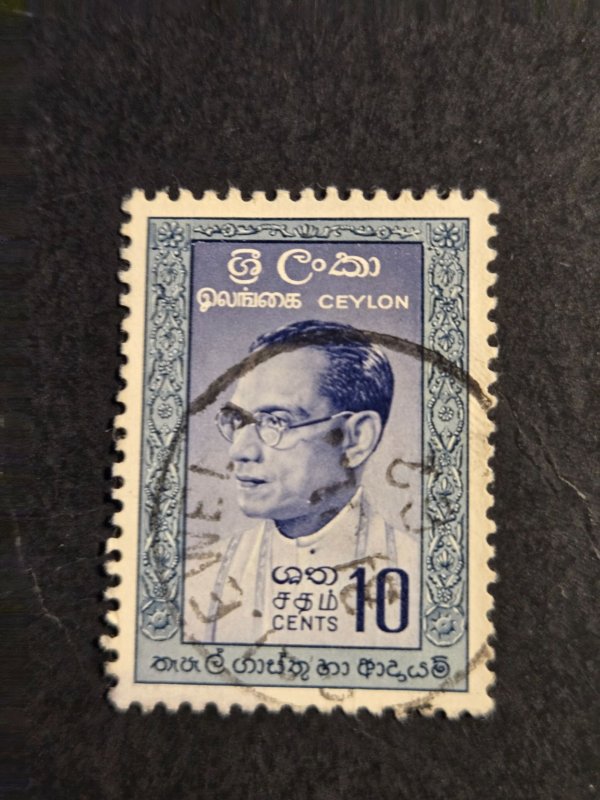 ශ්‍රී ලංකා
இலங்கை CEYLON
ශත
சதம் 10
CENTS
තැපැල් ගාස්තු හා ආදායම්